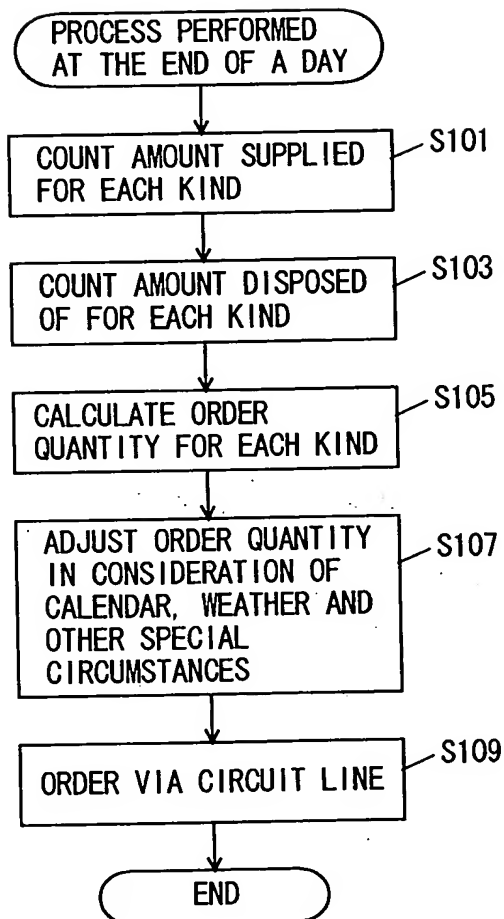 PROCESS PERFORMED
AT THE END OF A DAY
COUNT AMOUNT SUPPLIED
FOR EACH KIND
S101
COUNT AMOUNT DISPOSED
OF FOR EACH KIND
S103
CALCULATE ORDER
QUANTITY FOR EACH KIND
S105
ADJUST ORDER QUANTITY
IN CONSIDERATION OF
CALENDAR, WEATHER AND
OTHER SPECIAL
CIRCUMSTANCES
S107
ORDER VIA CIRCUIT LINE
S109
END